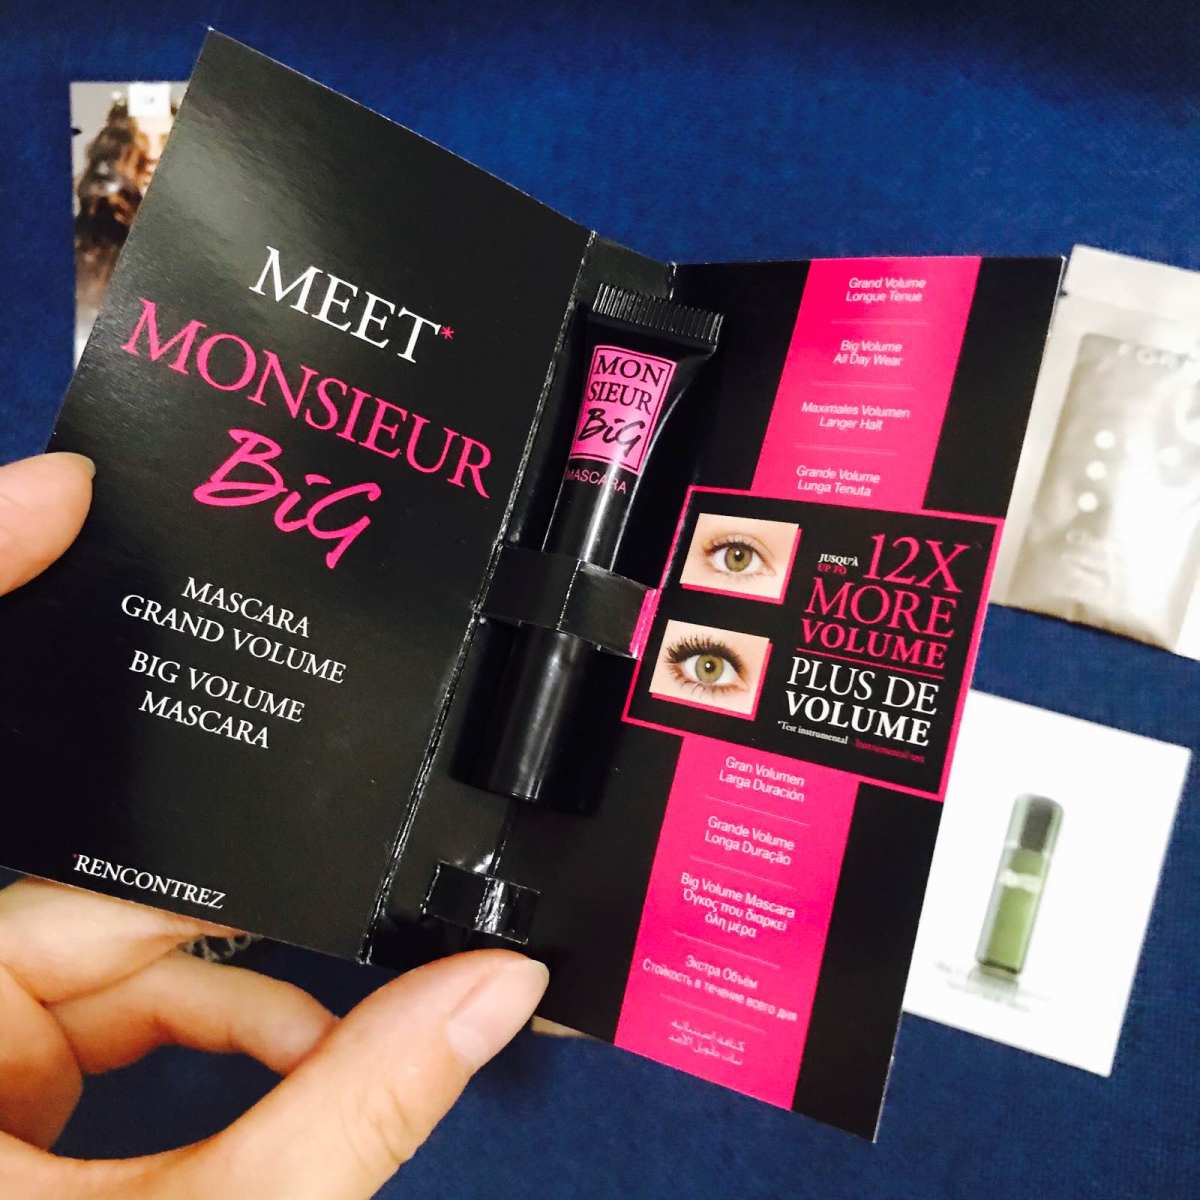 MEET*
MONSIEUR
BiG
MASCARA
GRAND VOLUME
BIG VOLUME
MASCARA
*RENCONTREZ
MON
SIEUR
BiG
MASCARA
Grand Volume
Longue Tenue
Big Volume
All Day Wear
Maximales Volumen
Langer Halt
Grande Volume
Lunga Tenuta
JUSQU'À
UP TO
12X
MORE
VOLUME
PLUS DE
VOLUME
*Test instrumental Instrumental test
Gran Volumen
Larga Duración
Grande Volume
Longa Duração
Big Volume Mascara
Όγκος που διαρκεί
όλη μέρα
Экстра Объём
Стойкость в течение всего дня